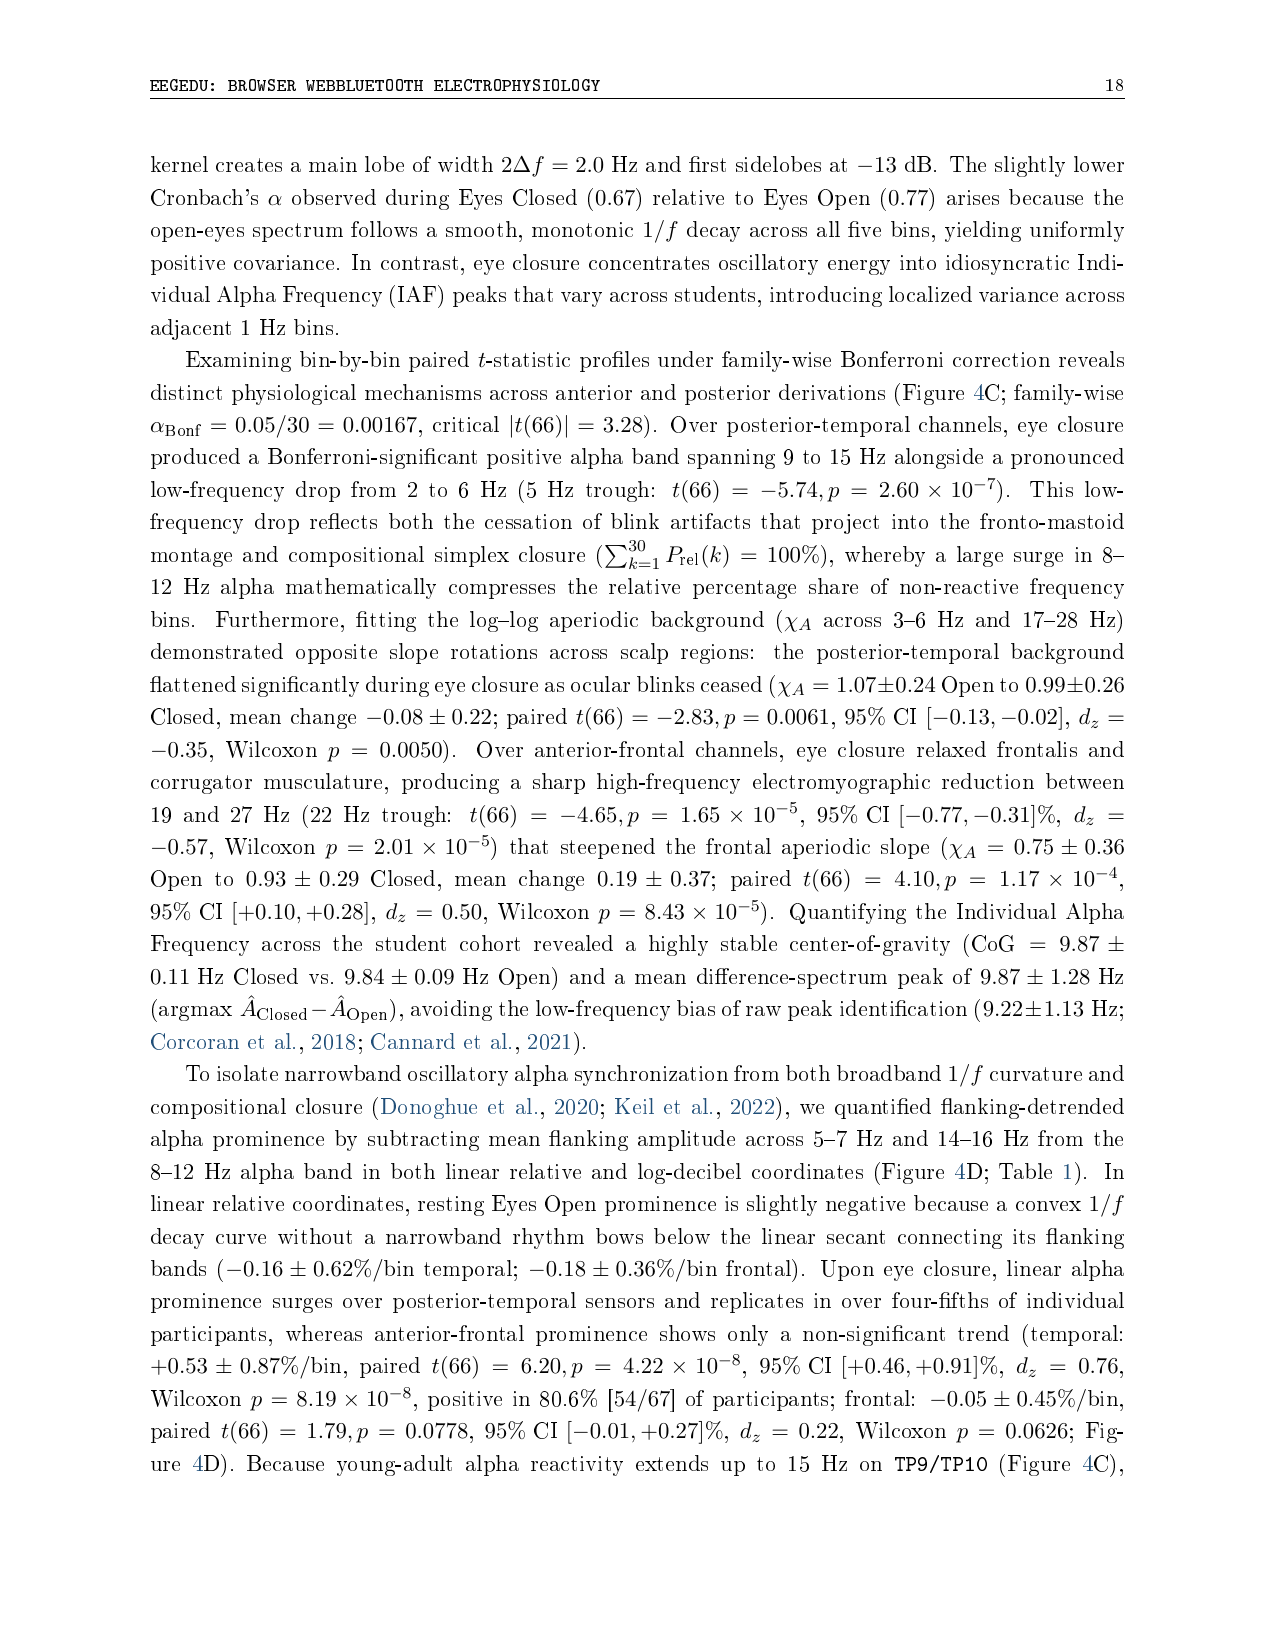 EEGEDU: BROWSER WEBBLUETOOTH ELECTROPHYSIOLOGY 18
kernel creates a main lobe of width 2Δf = 2.0 Hz and first sidelobes at −13 dB. The slightly lower
Cronbach's α observed during Eyes Closed (0.67) relative to Eyes Open (0.77) arises because the
open-eyes spectrum follows a smooth, monotonic 1/f decay across all five bins, yielding uniformly
positive covariance. In contrast, eye closure concentrates oscillatory energy into idiosyncratic Indi-
vidual Alpha Frequency (IAF) peaks that vary across students, introducing localized variance across
adjacent 1 Hz bins.
Examining bin-by-bin paired t-statistic profiles under family-wise Bonferroni correction reveals
distinct physiological mechanisms across anterior and posterior derivations (Figure 4C; family-wise
α_Bonf = 0.05/30 = 0.00167, critical |t(66)| = 3.28). Over posterior-temporal channels, eye closure
produced a Bonferroni-significant positive alpha band spanning 9 to 15 Hz alongside a pronounced
low-frequency drop from 2 to 6 Hz (5 Hz trough: t(66) = −5.74, p = 2.60 × 10⁻⁷). This low-
frequency drop reflects both the cessation of blink artifacts that project into the fronto-mastoid
montage and compositional simplex closure (∑_{k=1}^{30} P_rel(k) = 100%), whereby a large surge in 8–
12 Hz alpha mathematically compresses the relative percentage share of non-reactive frequency
bins. Furthermore, fitting the log–log aperiodic background (χ_A across 3–6 Hz and 17–28 Hz)
demonstrated opposite slope rotations across scalp regions: the posterior-temporal background
flattened significantly during eye closure as ocular blinks ceased (χ_A = 1.07±0.24 Open to 0.99±0.26
Closed, mean change −0.08 ± 0.22; paired t(66) = −2.83, p = 0.0061, 95% CI [−0.13, −0.02], d_z =
−0.35, Wilcoxon p = 0.0050). Over anterior-frontal channels, eye closure relaxed frontalis and
corrugator musculature, producing a sharp high-frequency electromyographic reduction between
19 and 27 Hz (22 Hz trough: t(66) = −4.65, p = 1.65 × 10⁻⁵, 95% CI [−0.77, −0.31]%, d_z =
−0.57, Wilcoxon p = 2.01 × 10⁻⁵) that steepened the frontal aperiodic slope (χ_A = 0.75 ± 0.36
Open to 0.93 ± 0.29 Closed, mean change 0.19 ± 0.37; paired t(66) = 4.10, p = 1.17 × 10⁻⁴,
95% CI [+0.10, +0.28], d_z = 0.50, Wilcoxon p = 8.43 × 10⁻⁵). Quantifying the Individual Alpha
Frequency across the student cohort revealed a highly stable center-of-gravity (CoG = 9.87 ±
0.11 Hz Closed vs. 9.84 ± 0.09 Hz Open) and a mean difference-spectrum peak of 9.87 ± 1.28 Hz
(argmax Â_Closed − Â_Open), avoiding the low-frequency bias of raw peak identification (9.22±1.13 Hz;
Corcoran et al., 2018; Cannard et al., 2021).
To isolate narrowband oscillatory alpha synchronization from both broadband 1/f curvature and
compositional closure (Donoghue et al., 2020; Keil et al., 2022), we quantified flanking-detrended
alpha prominence by subtracting mean flanking amplitude across 5–7 Hz and 14–16 Hz from the
8–12 Hz alpha band in both linear relative and log-decibel coordinates (Figure 4D; Table 1). In
linear relative coordinates, resting Eyes Open prominence is slightly negative because a convex 1/f
decay curve without a narrowband rhythm bows below the linear secant connecting its flanking
bands (−0.16 ± 0.62%/bin temporal; −0.18 ± 0.36%/bin frontal). Upon eye closure, linear alpha
prominence surges over posterior-temporal sensors and replicates in over four-fifths of individual
participants, whereas anterior-frontal prominence shows only a non-significant trend (temporal:
+0.53 ± 0.87%/bin, paired t(66) = 6.20, p = 4.22 × 10⁻⁸, 95% CI [+0.46, +0.91]%, d_z = 0.76,
Wilcoxon p = 8.19 × 10⁻⁸, positive in 80.6% [54/67] of participants; frontal: −0.05 ± 0.45%/bin,
paired t(66) = 1.79, p = 0.0778, 95% CI [−0.01, +0.27]%, d_z = 0.22, Wilcoxon p = 0.0626; Fig-
ure 4D). Because young-adult alpha reactivity extends up to 15 Hz on TP9/TP10 (Figure 4C),